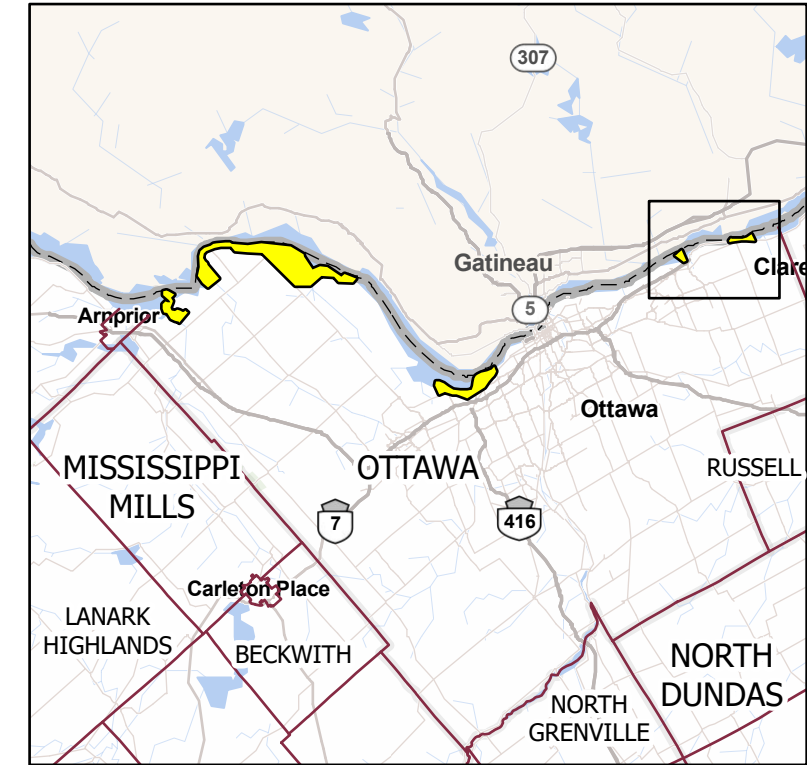 307
Gatineau
Clare
5
Arnprior
Ottawa
MISSISSIPPI
MILLS
OTTAWA
RUSSELL
7
416
Carleton Place
LANARK
HIGHLANDS
BECKWITH
NORTH
DUNDAS
NORTH
GRENVILLE